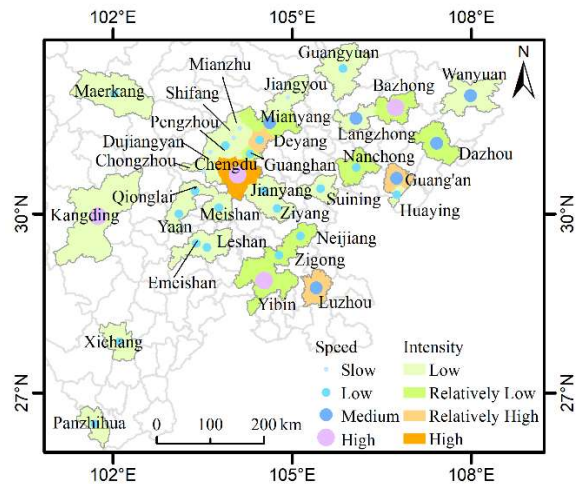 102°E 105°E 108°E
N
Guangyuan
Mianzhu
Wanyuan
Maerkang
Jiangyou
Bazhong
Shifang
Mianyang
Pengzhou
Langzhong
Dujiangyan
Deyang
Chongzhou
Guanghan
Nanchong
Dazhou
Chengdu
Guang'an
Qionglai
Jianyang
Suining
30°N Kangding Meishan Ziyang Huaying 30°N
Yaan
Leshan
Neijiang
Emeishan
Zigong
Yibin
Luzhou
Xichang
Speed Intensity
Slow Low
27°N Low Relatively Low 27°N
Panzhihua
Medium Relatively High
0 100 200 km
High High
102°E 105°E 108°E